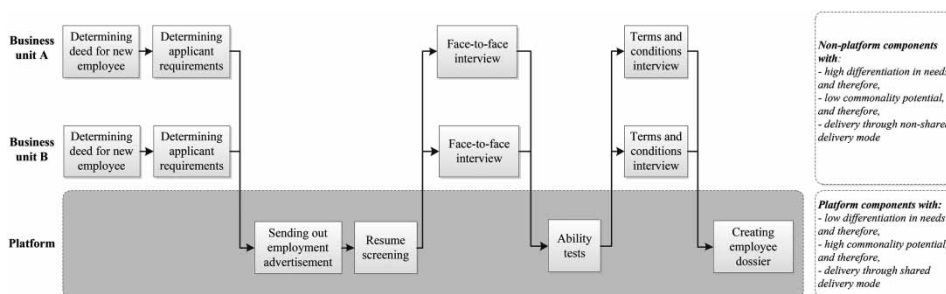 Business
unit A
Determining
deed for new
employee
Determining
applicant
requirements
Face-to-face
interview
Terms and
conditions
interview
Non-platform components
with:
- high differentiation in needs
and therefore,
- low commonality potential,
and therefore,
- delivery through non-shared
delivery mode
Business
unit B
Determining
deed for new
employee
Determining
applicant
requirements
Face-to-face
interview
Terms and
conditions
interview
Platform
Sending out
employment
advertisement
Resume
screening
Ability
tests
Creating
employee
dossier
Platform components with:
- low differentiation in needs
and therefore,
- high commonality potential,
and therefore,
- delivery through shared
delivery mode